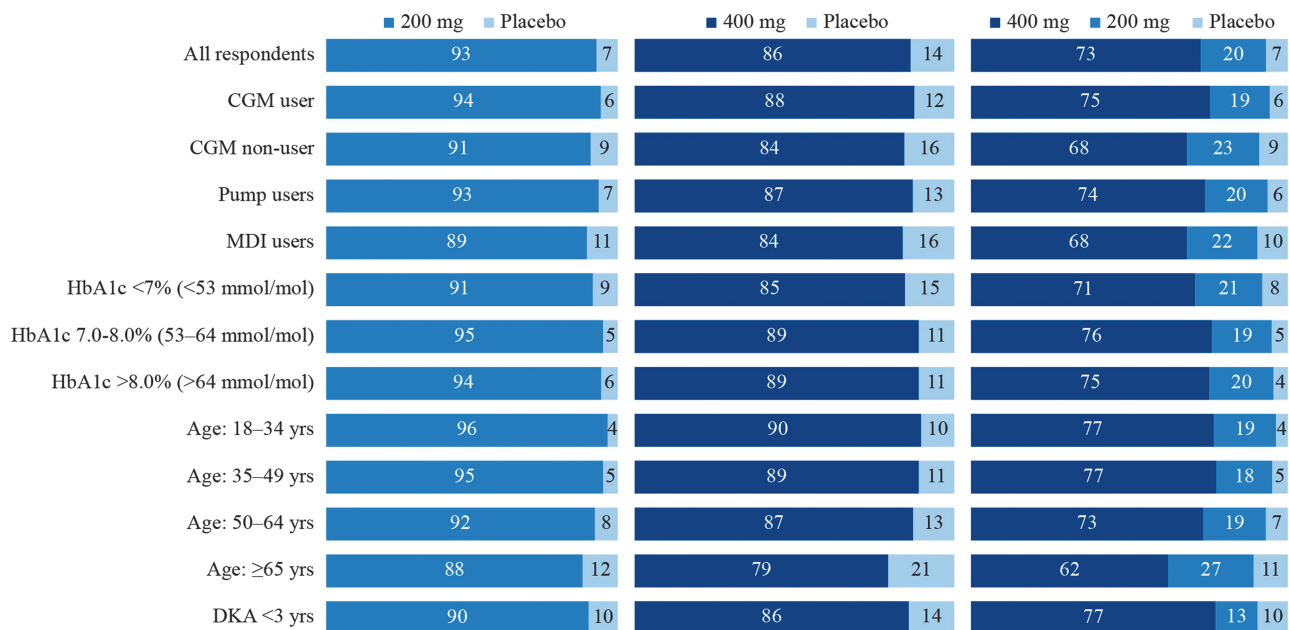 200 mg Placebo 400 mg Placebo 400 mg 200 mg Placebo
All respondents 93 7 86 14 73 20 7
CGM user 94 6 88 12 75 19 6
CGM non-user 91 9 84 16 68 23 9
Pump users 93 7 87 13 74 20 6
MDI users 89 11 84 16 68 22 10
HbA1c <7% (<53 mmol/mol) 91 9 85 15 71 21 8
HbA1c 7.0-8.0% (53–64 mmol/mol) 95 5 89 11 76 19 5
HbA1c >8.0% (>64 mmol/mol) 94 6 89 11 75 20 4
Age: 18–34 yrs 96 4 90 10 77 19 4
Age: 35–49 yrs 95 5 89 11 77 18 5
Age: 50–64 yrs 92 8 87 13 73 19 7
Age: ≥65 yrs 88 12 79 21 62 27 11
DKA <3 yrs 90 10 86 14 77 13 10